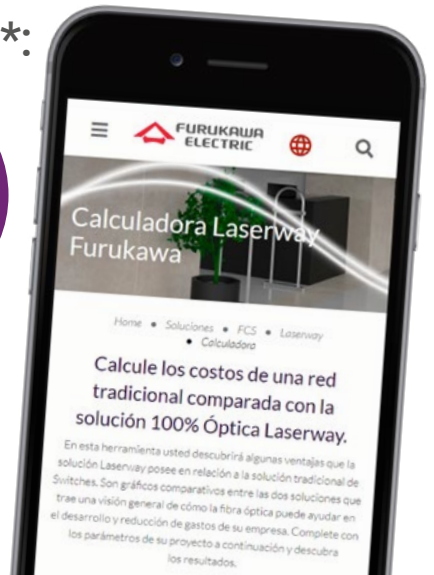 *:
FURUKAWA
ELECTRIC
Calculadora Laserway
Furukawa
Home • Soluciones • FCS • Laserway
• Calculadora
Calcule los costos de una red
tradicional comparada con la
solución 100% Óptica Laserway.
En esta herramienta usted descubrirá algunas ventajas que la
solución Laserway posee en relación a la solución tradicional de
Switches. Son gráficos comparativos entre las dos soluciones que
trae una visión general de cómo la fibra óptica puede ayudar en
el desarrollo y reducción de gastos de su empresa. Complete con
los parámetros de su proyecto a continuación y descubra
los resultados.